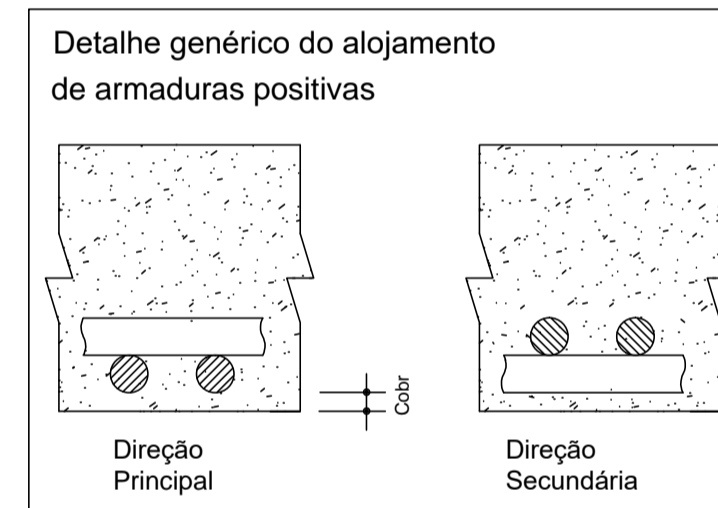 Detalhe genérico do alojamento
de armaduras positivas
Cobr
Direção
Principal
Direção
Secundária